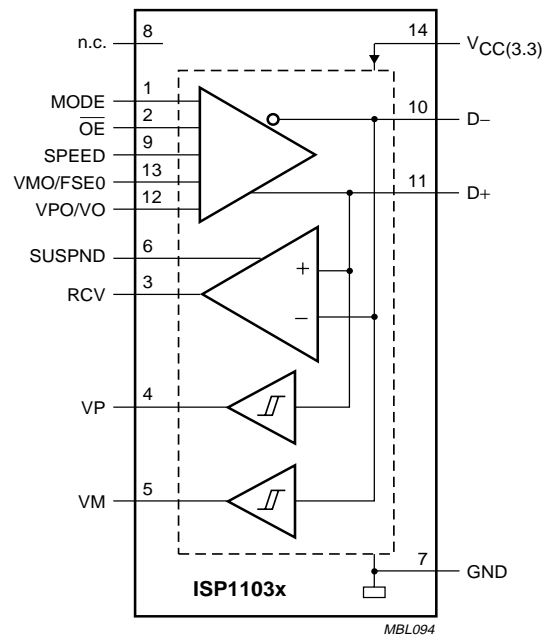 n.c. 8
14 VCC(3.3)
MODE 1
OE 2
SPEED 9
VMO/FSE0 13
VPO/VO 12
10 D−
11 D+
SUSPND 6
RCV 3
+
−
VP 4
VM 5
7 GND
ISP1103x
MBL094